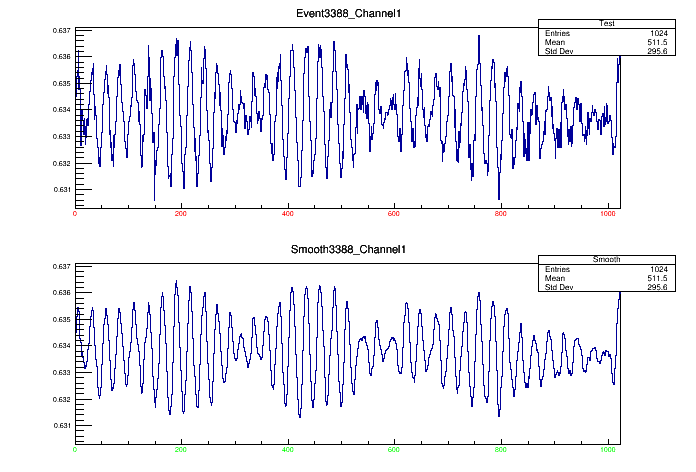 Event3388_Channel1
Test
Entries 1024
Mean 511.5
Std Dev 295.6
0.637
0.636
0.635
0.634
0.633
0.632
0.631
0 200 400 600 800 1000
Smooth3388_Channel1
Smooth
Entries 1024
Mean 511.5
Std Dev 295.6
0.637
0.636
0.635
0.634
0.633
0.632
0.631
0 200 400 600 800 1000